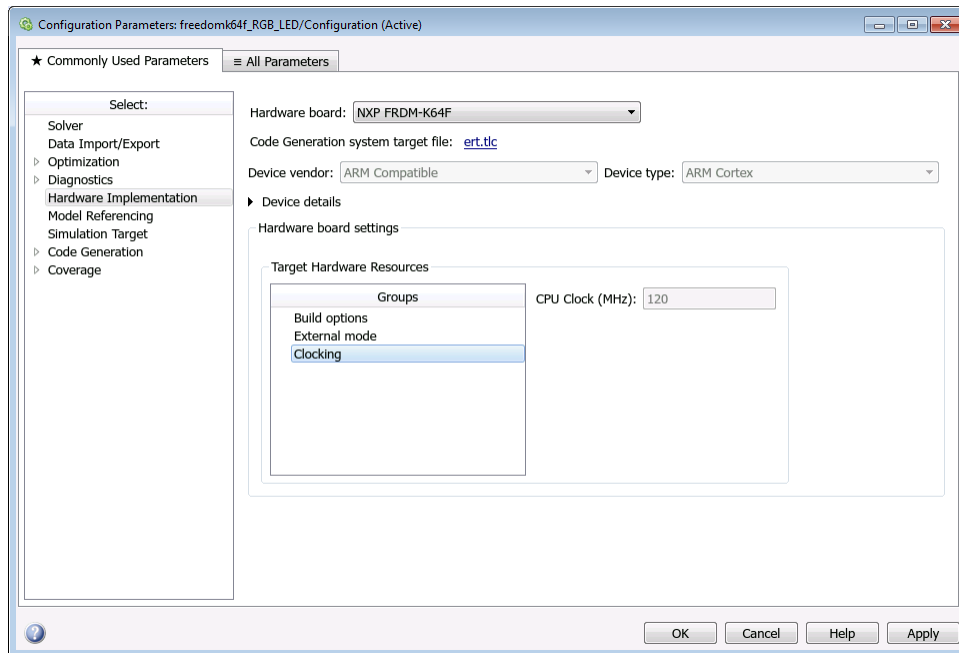 Configuration Parameters: freedomk64f_RGB_LED/Configuration (Active)
★ Commonly Used Parameters
≡ All Parameters
Select:
Solver
Data Import/Export
Optimization
Diagnostics
Hardware Implementation
Model Referencing
Simulation Target
Code Generation
Coverage
Hardware board: NXP FRDM-K64F
Code Generation system target file: ert.tlc
Device vendor: ARM Compatible Device type: ARM Cortex
Device details
Hardware board settings
Target Hardware Resources
Groups
Build options
External mode
Clocking
CPU Clock (MHz): 120
?
OK Cancel Help Apply